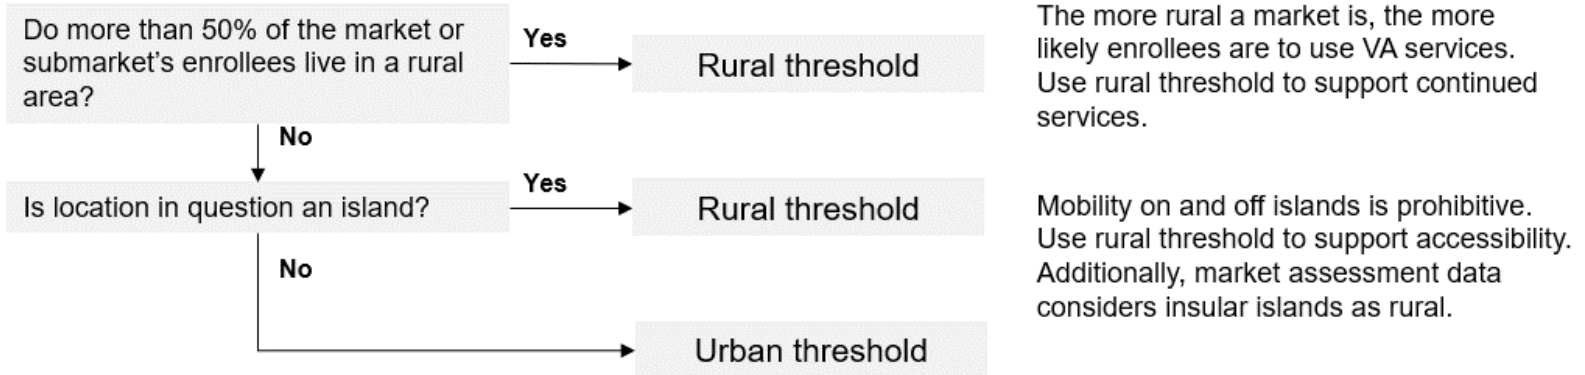 Do more than 50% of the market or
submarket's enrollees live in a rural
area?
Yes
Rural threshold
The more rural a market is, the more
likely enrollees are to use VA services.
Use rural threshold to support continued
services.
No
Is location in question an island?
Yes
Rural threshold
Mobility on and off islands is prohibitive.
Use rural threshold to support accessibility.
Additionally, market assessment data
considers insular islands as rural.
No
Urban threshold